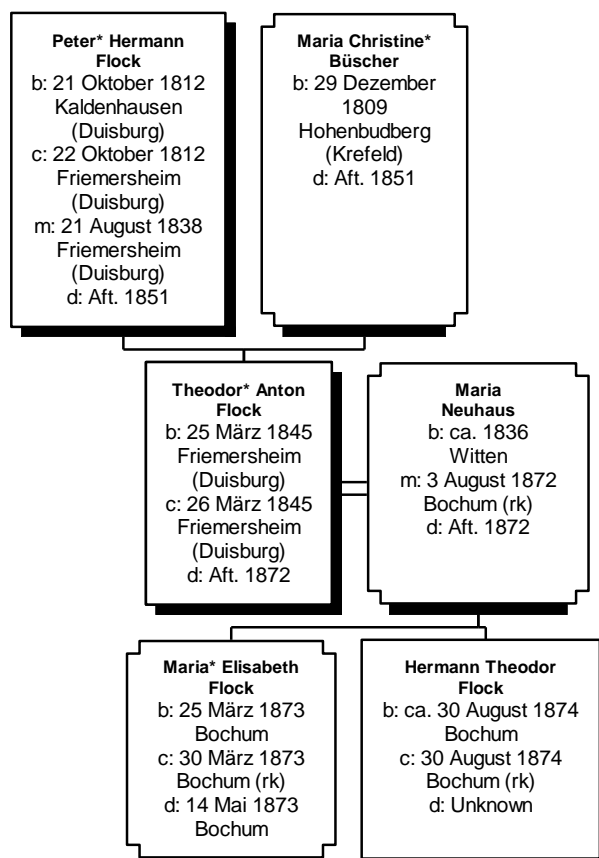 Peter* Hermann
Flock
b: 21 Oktober 1812
Kaldenhausen
(Duisburg)
c: 22 Oktober 1812
Friemersheim
(Duisburg)
m: 21 August 1838
Friemersheim
(Duisburg)
d: Aft. 1851
Maria Christine*
Büscher
b: 29 Dezember
1809
Hohenbudberg
(Krefeld)
d: Aft. 1851
Theodor* Anton
Flock
b: 25 März 1845
Friemersheim
(Duisburg)
c: 26 März 1845
Friemersheim
(Duisburg)
d: Aft. 1872
Maria
Neuhaus
b: ca. 1836
Witten
m: 3 August 1872
Bochum (rk)
d: Aft. 1872
Maria* Elisabeth
Flock
b: 25 März 1873
Bochum
c: 30 März 1873
Bochum (rk)
d: 14 Mai 1873
Bochum
Hermann Theodor
Flock
b: ca. 30 August 1874
Bochum
c: 30 August 1874
Bochum (rk)
d: Unknown